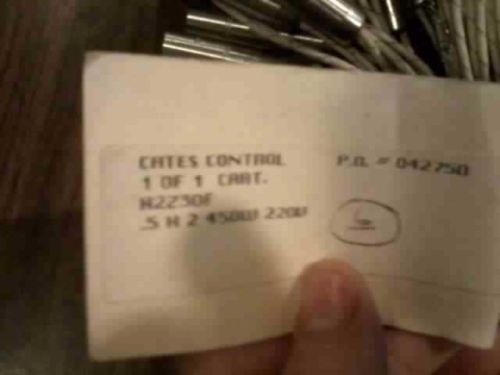 CATES CONTROL
P.O. # 042750
1 OF 1 CART.
H2230F
.5 H 2 450W 220V